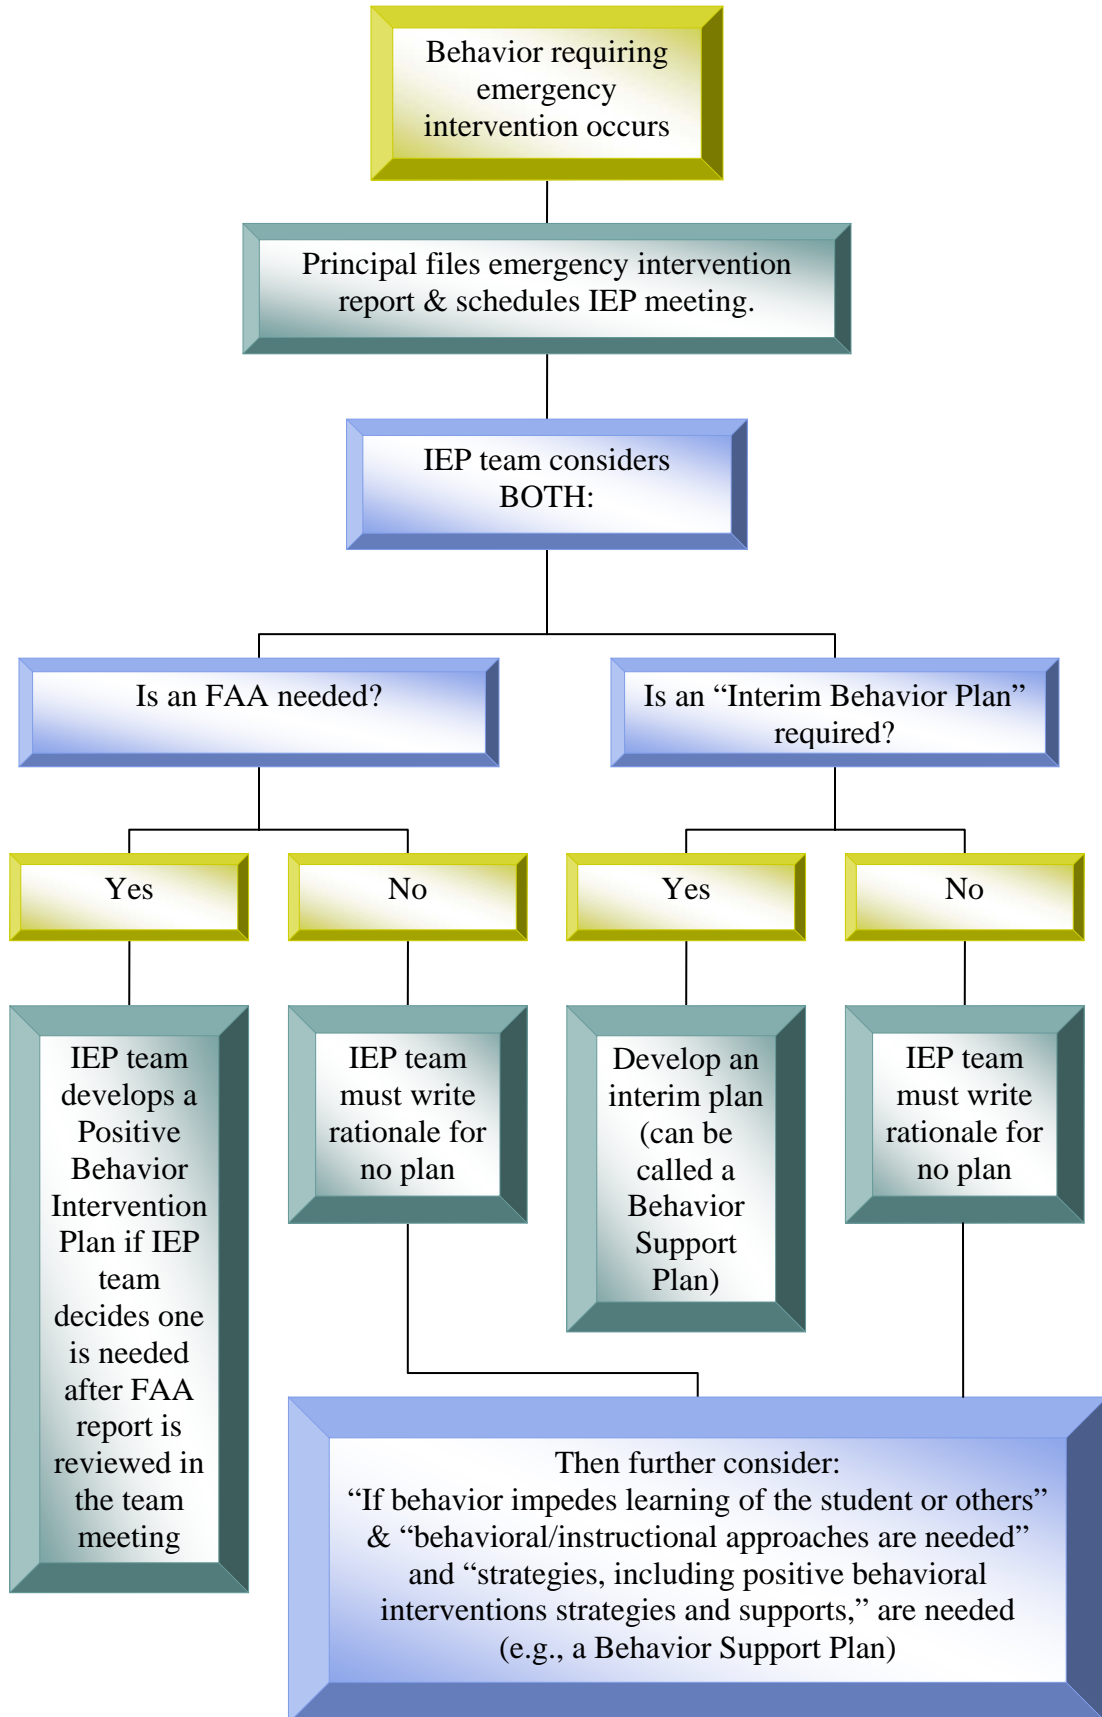 Behavior requiring
emergency
intervention occurs
Principal files emergency intervention
report & schedules IEP meeting.
IEP team considers
BOTH:
Is an FAA needed?
Is an “Interim Behavior Plan”
required?
Yes
No
Yes
No
IEP team
develops a
Positive
Behavior
Intervention
Plan if IEP
team
decides one
is needed
after FAA
report is
reviewed in
the team
meeting
IEP team
must write
rationale for
no plan
Develop an
interim plan
(can be
called a
Behavior
Support
Plan)
IEP team
must write
rationale for
no plan
Then further consider:
“If behavior impedes learning of the student or others”
& “behavioral/instructional approaches are needed”
and “strategies, including positive behavioral
interventions strategies and supports,” are needed
(e.g., a Behavior Support Plan)